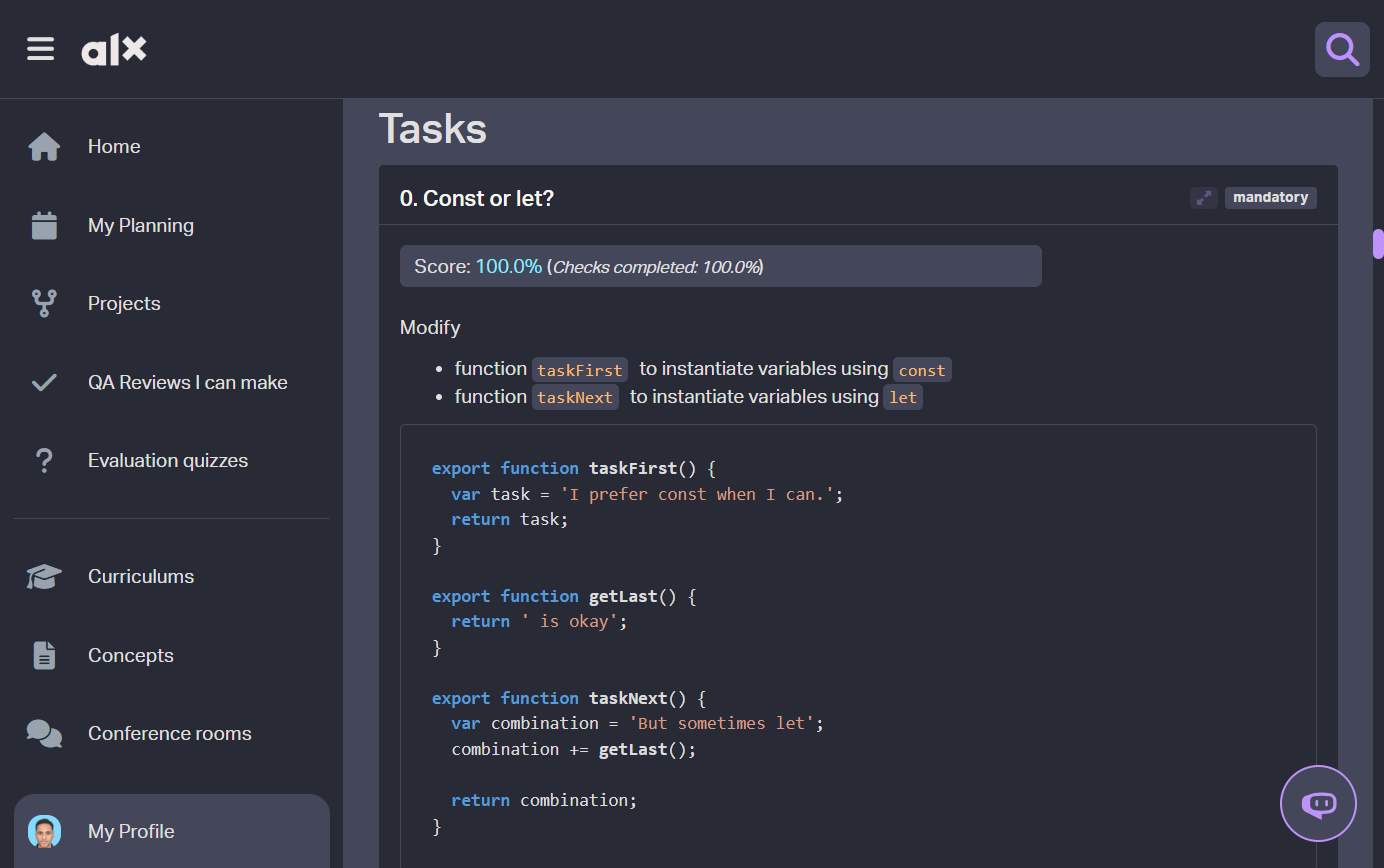 alx
Home
My Planning
Projects
QA Reviews I can make
Evaluation quizzes
Curriculums
Concepts
Conference rooms
My Profile
Tasks
0. Const or let?
mandatory
Score: 100.0% (Checks completed: 100.0%)
Modify
• function taskFirst to instantiate variables using const
• function taskNext to instantiate variables using let
export function taskFirst() {
  var task = 'I prefer const when I can.';
  return task;
}
export function getLast() {
  return ' is okay';
}
export function taskNext() {
  var combination = 'But sometimes let';
  combination += getLast();
  return combination;
}